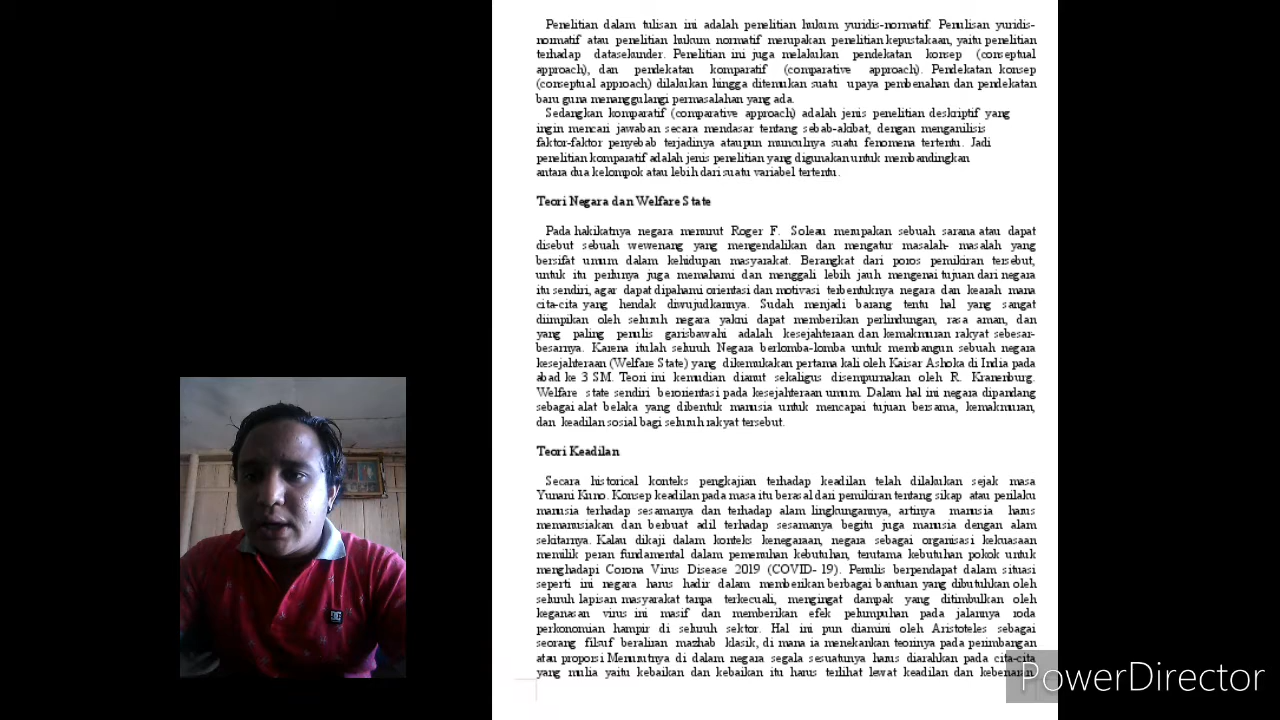 Penelitian dalam tulisan ini adalah penelitian hukum yuridis-normatif. Penulisan yuridis-
normatif atau penelitian hukum normatif merupakan penelitian kepustakaan, yaitu penelitian
terhadap datasekunder. Penelitian ini juga melakukan pendekatan konsep (conseptual
approach), dan pendekatan komparatif (comparative approach). Pendekatan konsep
(conseptual approach) dilakukan hingga ditemukan suatu upaya pembenahan dan pendekatan
baru guna menanggulangi permasalahan yang ada.
Sedangkan komparatif (comparative approach) adalah jenis penelitian deskriptif yang
ingin mencari jawaban secara mendasar tentang sebab-akibat, dengan menganilisis
faktor-faktor penyebab terjadinya ataupun munculnya suatu fenomena tertentu. Jadi
penelitian komparatif adalah jenis penelitian yang digunakan untuk membandingkan
antara dua kelompok atau lebih dari suatu variabel tertentu.
Teori Negara dan Welfare State
Pada hakikatnya negara menurut Roger F. Soleau merupakan sebuah sarana atau dapat
disebut sebuah wewenang yang mengendalikan dan mengatur masalah- masalah yang
bersifat umum dalam kehidupan masyarakat. Berangkat dari poros pemikiran tersebut,
untuk itu perlunya juga memahami dan menggali lebih jauh mengenai tujuan dari negara
itu sendiri, agar dapat dipahami orientasi dan motivasi terbentuknya negara dan kearah mana
cita-cita yang hendak diwujudkannya. Sudah menjadi barang tentu hal yang sangat
diimpikan oleh seluruh negara yakni dapat memberikan perlindungan, rasa aman, dan
yang paling penulis garisbawahi adalah kesejahteraan dan kemakmuran rakyat sebesar-
besarnya. Karena itulah seluruh Negara berlomba-lomba untuk membangun sebuah negara
kesejahteraan (Welfare State) yang dikemukakan pertama kali oleh Kaisar Ashoka di India pada
abad ke 3 SM. Teori ini kemudian dianut sekaligus disempurnakan oleh R. Kranenburg.
Welfare state sendiri berorientasi pada kesejahteraan umum. Dalam hal ini negara dipandang
sebagai alat belaka yang dibentuk manusia untuk mencapai tujuan bersama, kemakmuran,
dan keadilan sosial bagi seluruh rakyat tersebut.
Teori Keadilan
Secara historical konteks pengkajian terhadap keadilan telah dilakukan sejak masa
Yunani Kuno. Konsep keadilan pada masa itu berasal dari pemikiran tentang sikap atau perilaku
manusia terhadap sesamanya dan terhadap alam lingkungannya, artinya manusia harus
memanusiakan dan berbuat adil terhadap sesamanya begitu juga manusia dengan alam
sekitarnya. Kalau dikaji dalam konteks kenegaraan, negara sebagai organisasi kekuasaan
memilik peran fundamental dalam pemenuhan kebutuhan, terutama kebutuhan pokok untuk
menghadapi Corona Virus Disease 2019 (COVID- 19). Penulis berpendapat dalam situasi
seperti ini negara harus hadir dalam memberikan berbagai bantuan yang dibutuhkan oleh
seluruh lapisan masyarakat tanpa terkecuali, mengingat dampak yang ditimbulkan oleh
keganasan virus ini masif dan memberikan efek pelumpuhan pada jalannya roda
perkonomian hampir di seluruh sektor. Hal ini pun diamini oleh Aristoteles sebagai
seorang filsuf beraliran mazhab klasik, di mana ia menekankan teorinya pada perimbangan
atau proporsi Menurutnya di dalam negara segala sesuatunya harus diarahkan pada cita-cita
yang mulia yaitu kebaikan dan kebaikan itu harus terlihat lewat keadilan dan kebenaran.
PowerDirector